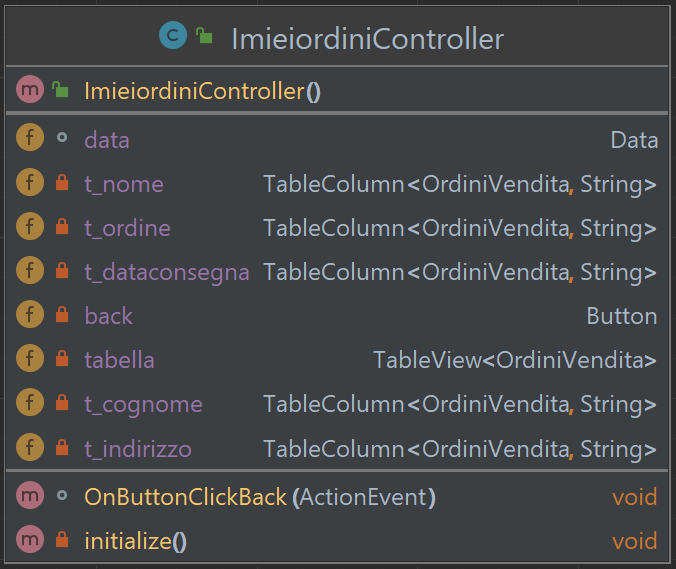 C ImieiordiniController
m ImieiordiniController()
f data Data
f t_nome TableColumn<OrdiniVendita, String>
f t_ordine TableColumn<OrdiniVendita, String>
f t_dataconsegna TableColumn<OrdiniVendita, String>
f back Button
f tabella TableView<OrdiniVendita>
f t_cognome TableColumn<OrdiniVendita, String>
f t_indirizzo TableColumn<OrdiniVendita, String>
m OnButtonClickBack(ActionEvent) void
m initialize() void